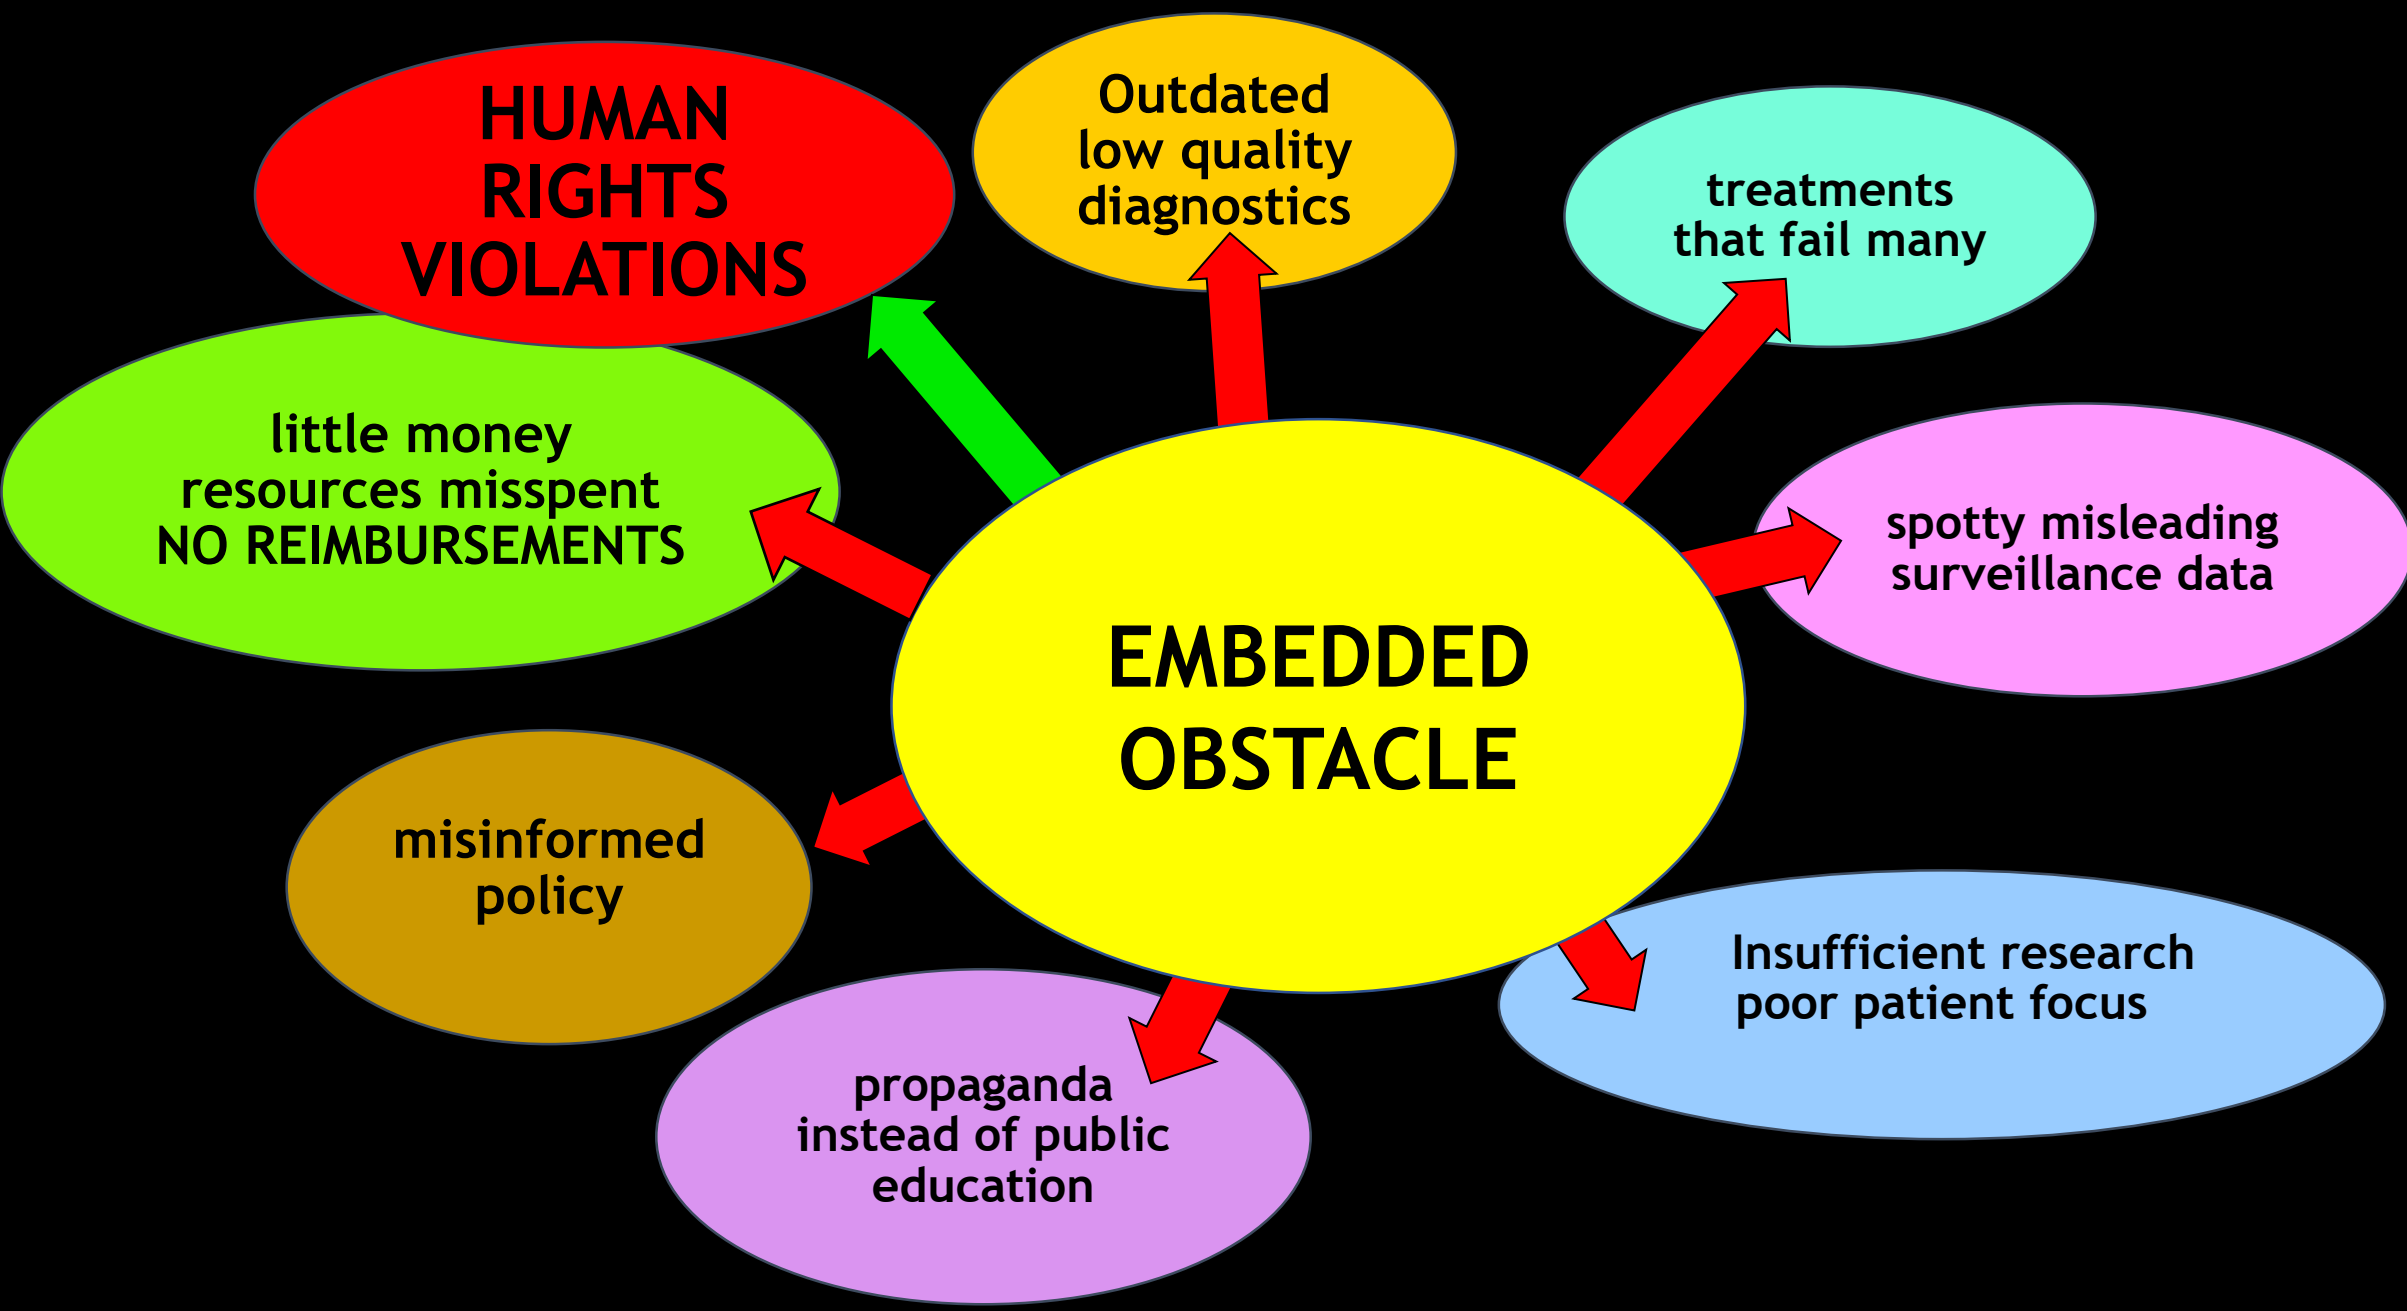 HUMAN
RIGHTS
VIOLATIONS
Outdated
low quality
diagnostics
treatments
that fail many
little money
resources misspent
NO REIMBURSEMENTS
spotty misleading
surveillance data
EMBEDDED
OBSTACLE
misinformed
policy
Insufficient research
poor patient focus
propaganda
instead of public
education